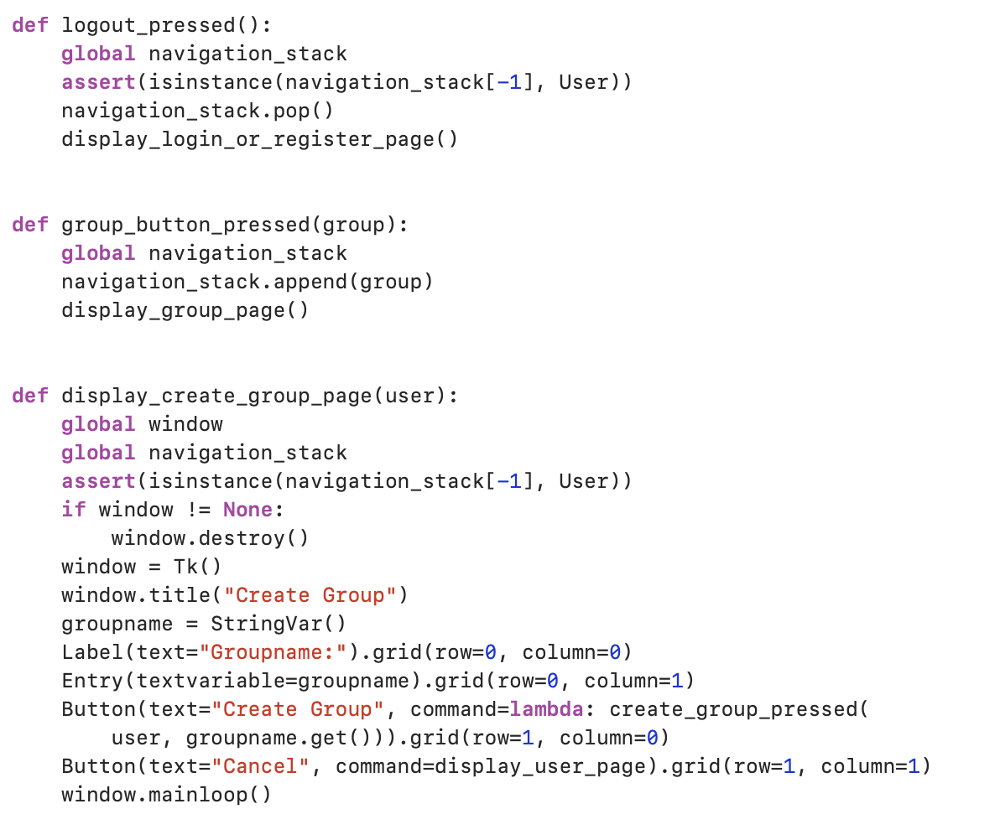 def logout_pressed():
    global navigation_stack
    assert(isinstance(navigation_stack[-1], User))
    navigation_stack.pop()
    display_login_or_register_page()


def group_button_pressed(group):
    global navigation_stack
    navigation_stack.append(group)
    display_group_page()


def display_create_group_page(user):
    global window
    global navigation_stack
    assert(isinstance(navigation_stack[-1], User))
    if window != None:
        window.destroy()
    window = Tk()
    window.title("Create Group")
    groupname = StringVar()
    Label(text="Groupname:").grid(row=0, column=0)
    Entry(textvariable=groupname).grid(row=0, column=1)
    Button(text="Create Group", command=lambda: create_group_pressed(
        user, groupname.get())).grid(row=1, column=0)
    Button(text="Cancel", command=display_user_page).grid(row=1, column=1)
    window.mainloop()